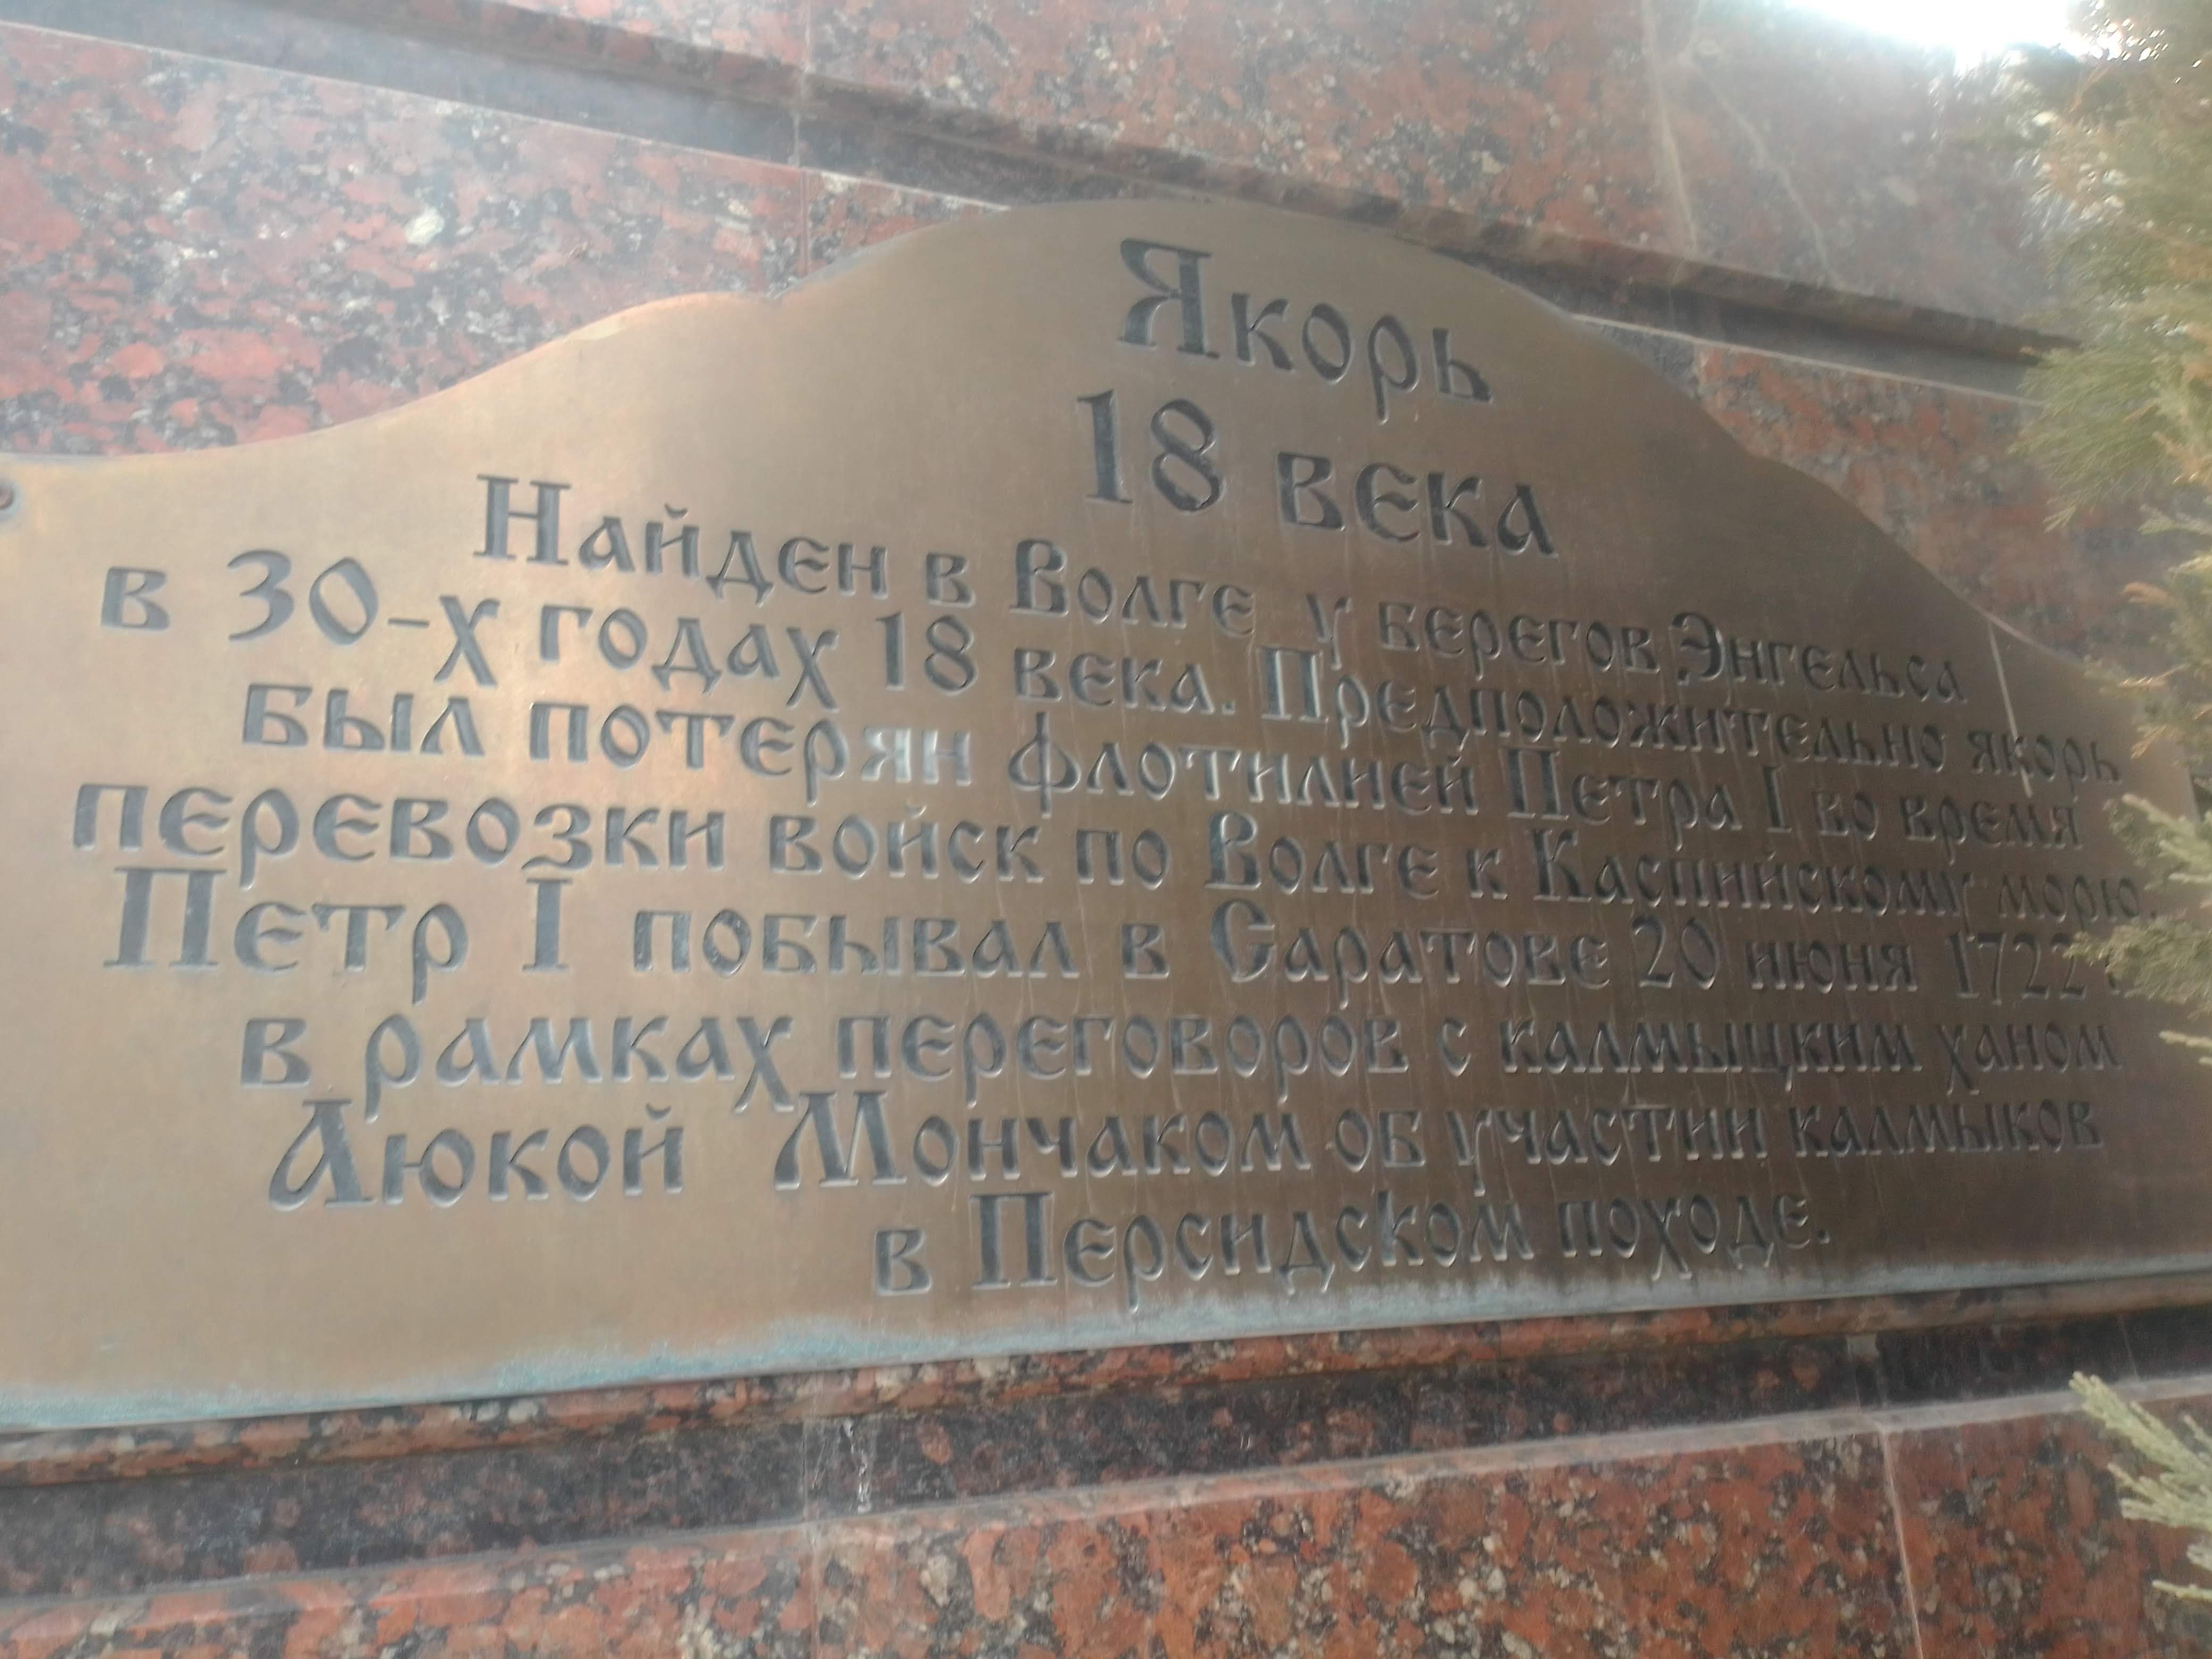 Якорь
18 века
Найден в Волге у берегов Энгельса
в 30-х годах 18 века. Предположительно якорь
был потерян флотилией Петра I во время
перевозки войск по Волге к Каспийскому морю.
Петр I побывал в Саратове 20 июня 1722 г.
в рамках переговоров с калмыцким ханом
Аюкой Мончаком об участии калмыков
в Персидском походе.